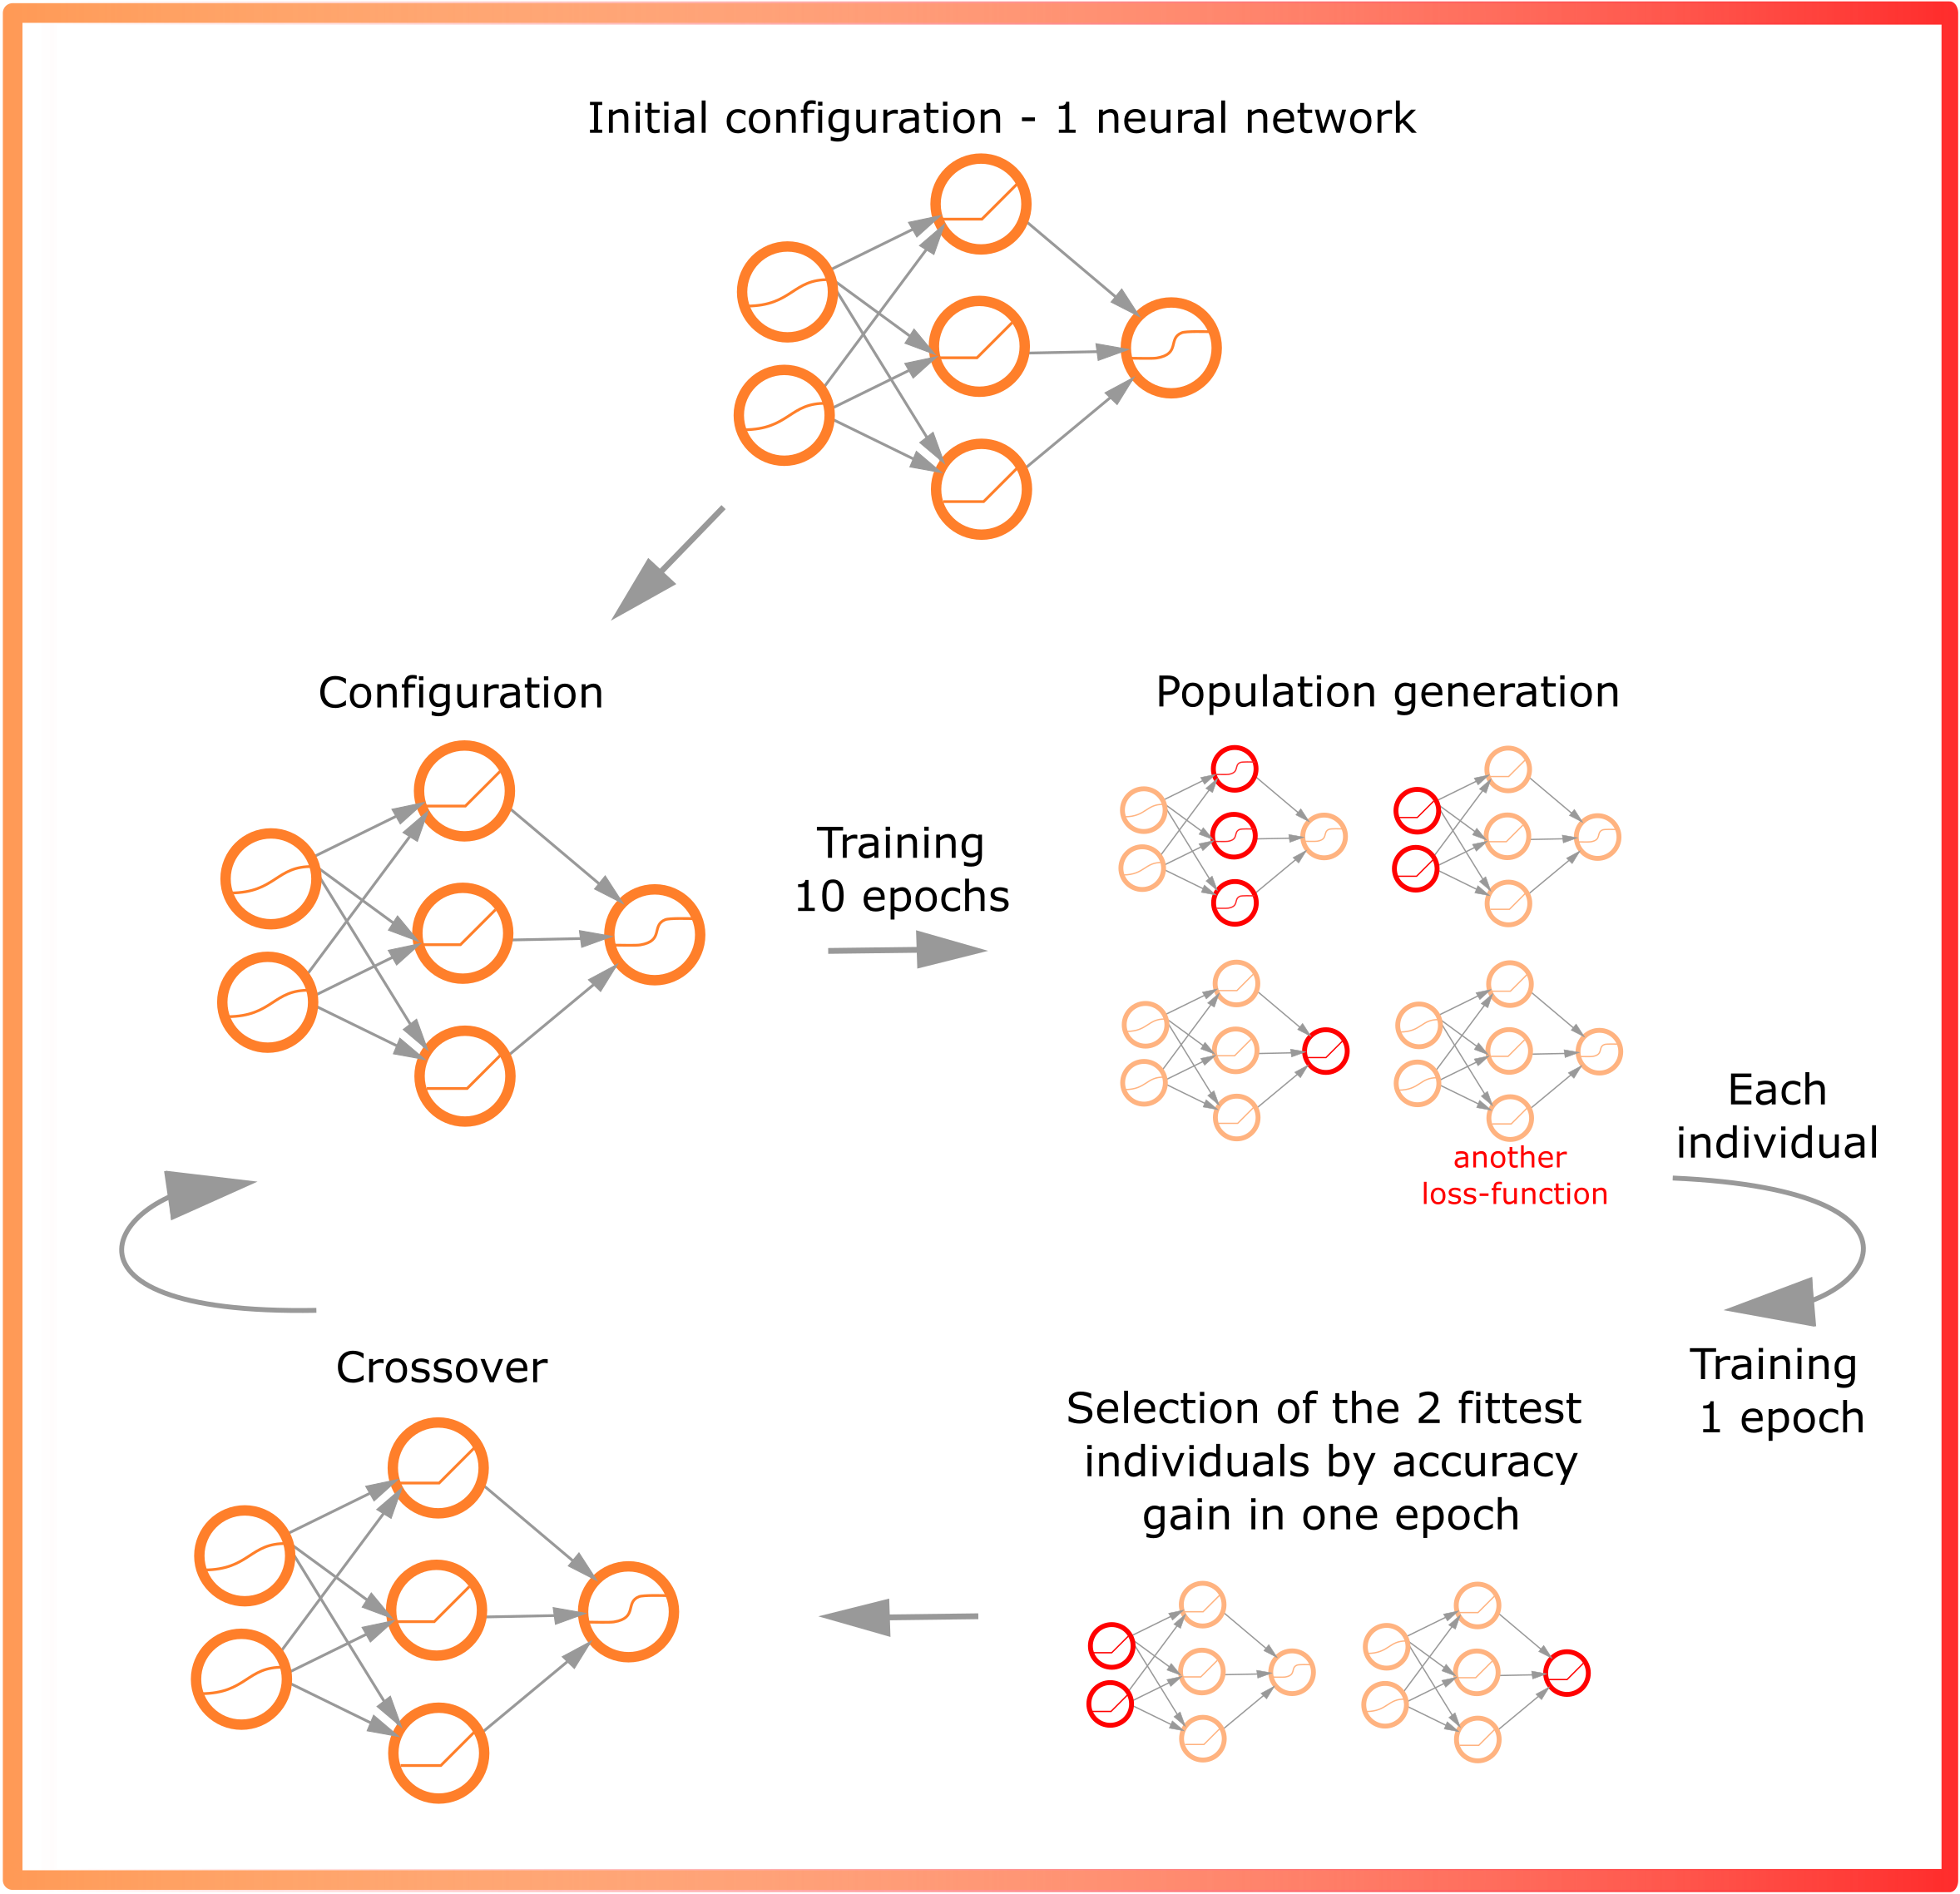 Initial configuration - 1 neural network
Configuration
Training
10 epochs
Population generation
another
loss-function
Each
individual
Training
1 epoch
Selection of the 2 fittest
individuals by accuracy
gain in one epoch
Crossover